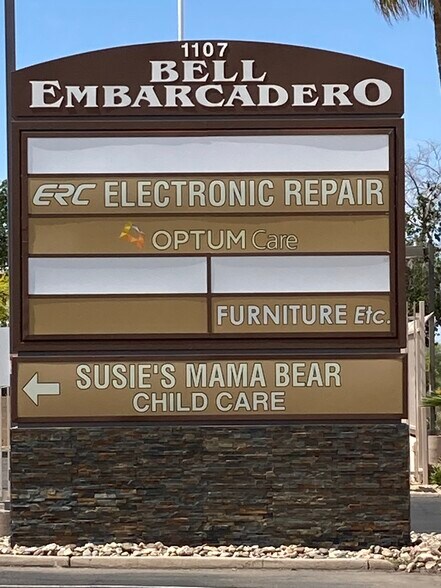 1107
BELL
EMBARCADERO
ERC ELECTRONIC REPAIR
OPTUM Care
FURNITURE Etc.
SUSIE'S MAMA BEAR
CHILD CARE